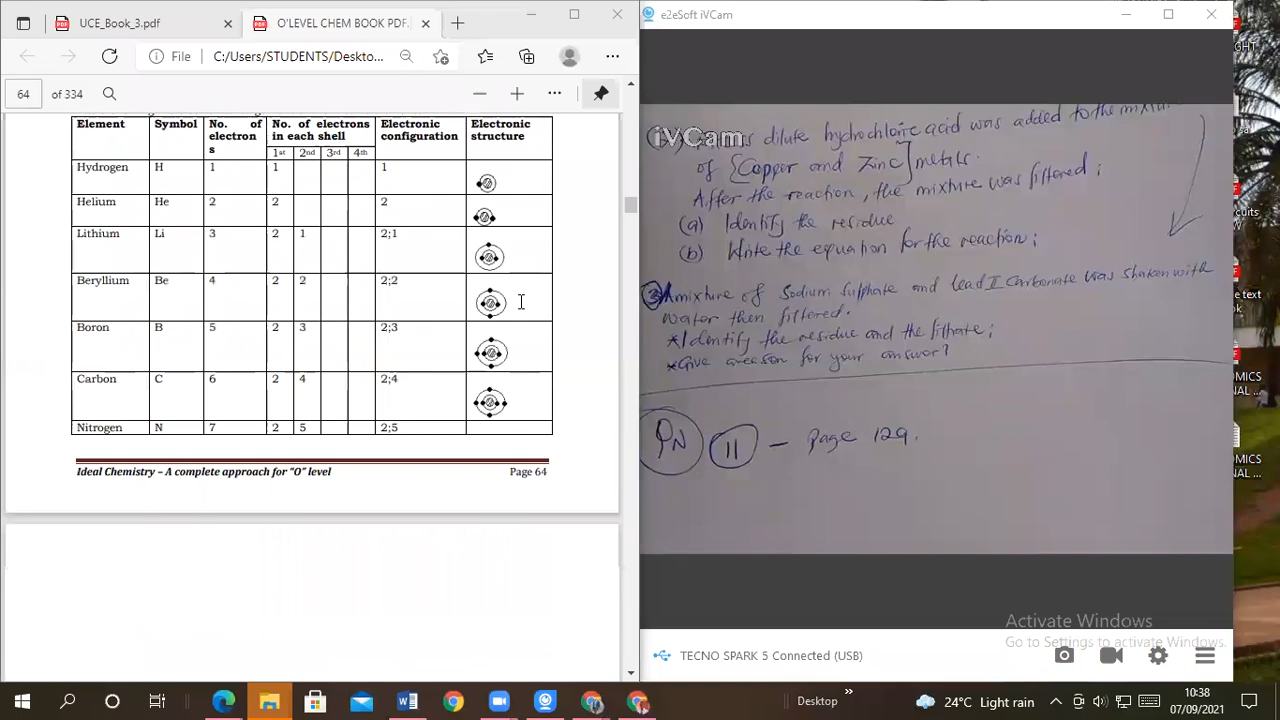 UCE_Book_3.pdf
O'LEVEL CHEM BOOK PDF.
File
C:/Users/STUDENTS/Deskto...
64 of 334
Element Symbol No. of electrons No. of electrons in each shell Electronic configuration Electronic structure
1st 2nd 3rd 4th
Hydrogen H 1 1 1
Helium He 2 2 2
Lithium Li 3 2 1 2;1
Beryllium Be 4 2 2 2;2
Boron B 5 2 3 2;3
Carbon C 6 2 4 2;4
Nitrogen N 7 2 5 2;5
Ideal Chemistry – A complete approach for "O" level Page 64
e2eSoft iVCam
iVCam
dilute hydrochloric acid was added to the
of {Copper and Zinc} metals.
After the reaction, the mixture was filtered;
(a) Identify the residue
(b) Write the equation for the reaction;
3 A mixture of Sodium Sulphate and lead II Carbonate was shaken with
water then filtered.
* Identify the residue and the filtrate;
* Give a reason for your answer?
PN 11 – Page 129.
Activate Windows
Go to Settings to activate Windows.
TECNO SPARK 5 Connected (USB)
Desktop
24°C Light rain
10:38
07/09/2021